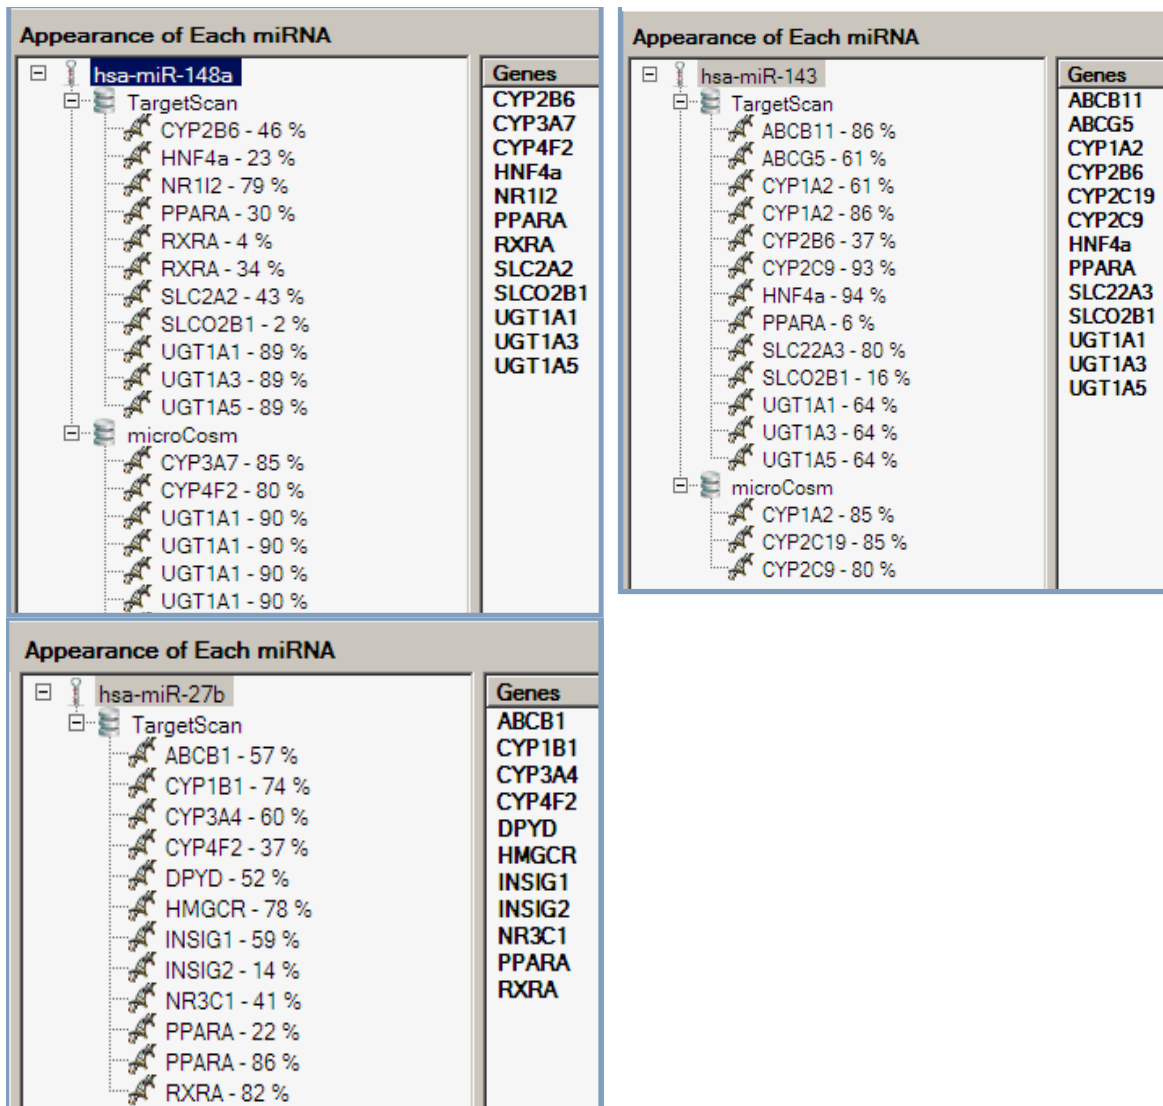 Appearance of Each miRNA
hsa-miR-148a
TargetScan
CYP2B6 - 46 %
HNF4a - 23 %
NR1I2 - 79 %
PPARA - 30 %
RXRA - 4 %
RXRA - 34 %
SLC2A2 - 43 %
SLCO2B1 - 2 %
UGT1A1 - 89 %
UGT1A3 - 89 %
UGT1A5 - 89 %
microCosm
CYP3A7 - 85 %
CYP4F2 - 80 %
UGT1A1 - 90 %
UGT1A1 - 90 %
UGT1A1 - 90 %
UGT1A1 - 90 %
Genes
CYP2B6
CYP3A7
CYP4F2
HNF4a
NR1I2
PPARA
RXRA
SLC2A2
SLCO2B1
UGT1A1
UGT1A3
UGT1A5
Appearance of Each miRNA
hsa-miR-143
TargetScan
ABCB11 - 86 %
ABCG5 - 61 %
CYP1A2 - 61 %
CYP1A2 - 86 %
CYP2B6 - 37 %
CYP2C9 - 93 %
HNF4a - 94 %
PPARA - 6 %
SLC22A3 - 80 %
SLCO2B1 - 16 %
UGT1A1 - 64 %
UGT1A3 - 64 %
UGT1A5 - 64 %
microCosm
CYP1A2 - 85 %
CYP2C19 - 85 %
CYP2C9 - 80 %
Genes
ABCB11
ABCG5
CYP1A2
CYP2B6
CYP2C19
CYP2C9
HNF4a
PPARA
SLC22A3
SLCO2B1
UGT1A1
UGT1A3
UGT1A5
Appearance of Each miRNA
hsa-miR-27b
TargetScan
ABCB1 - 57 %
CYP1B1 - 74 %
CYP3A4 - 60 %
CYP4F2 - 37 %
DPYD - 52 %
HMGCR - 78 %
INSIG1 - 59 %
INSIG2 - 14 %
NR3C1 - 41 %
PPARA - 22 %
PPARA - 86 %
RXRA - 82 %
Genes
ABCB1
CYP1B1
CYP3A4
CYP4F2
DPYD
HMGCR
INSIG1
INSIG2
NR3C1
PPARA
RXRA